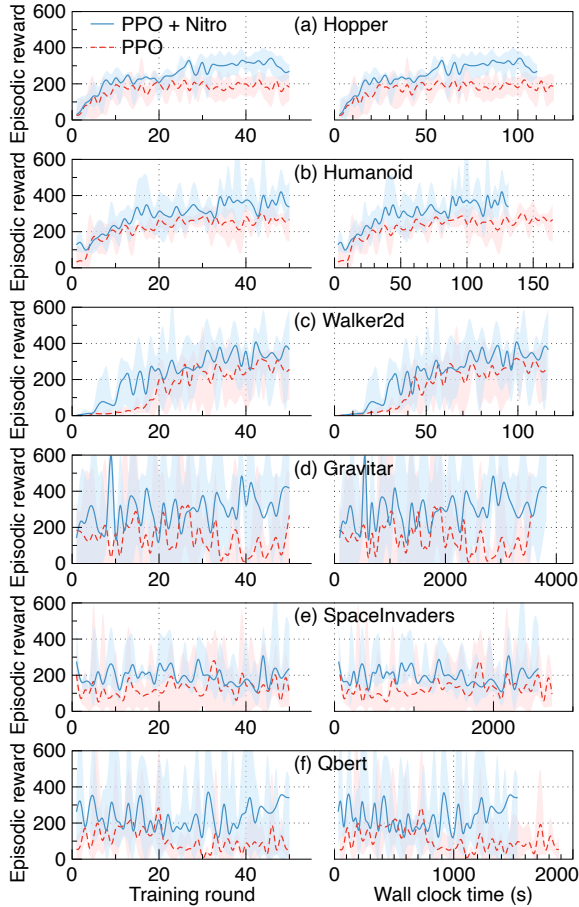 PPO + Nitro
PPO
(a) Hopper
Episodic reward
600
400
200
0
0 20 40
0 50 100
(b) Humanoid
Episodic reward
600
400
200
0
0 20 40
0 50 100 150
(c) Walker2d
Episodic reward
600
400
200
0
0 20 40
0 50 100
(d) Gravitar
Episodic reward
600
400
200
0
0 20 40
0 2000 4000
(e) SpaceInvaders
Episodic reward
600
400
200
0
0 20 40
0 2000
(f) Qbert
Episodic reward
600
400
200
0
0 20 40
0 1000 2000
Training round
Wall clock time (s)